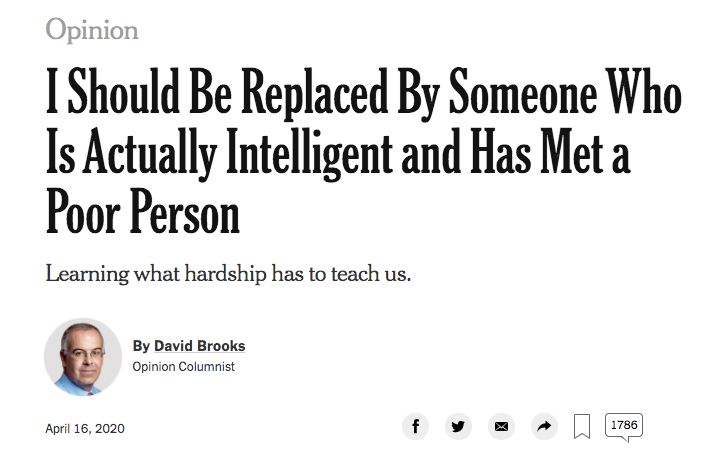 Opinion
I Should Be Replaced By Someone Who
Is Actually Intelligent and Has Met a
Poor Person
Learning what hardship has to teach us.
By David Brooks
Opinion Columnist
April 16, 2020
f
1786